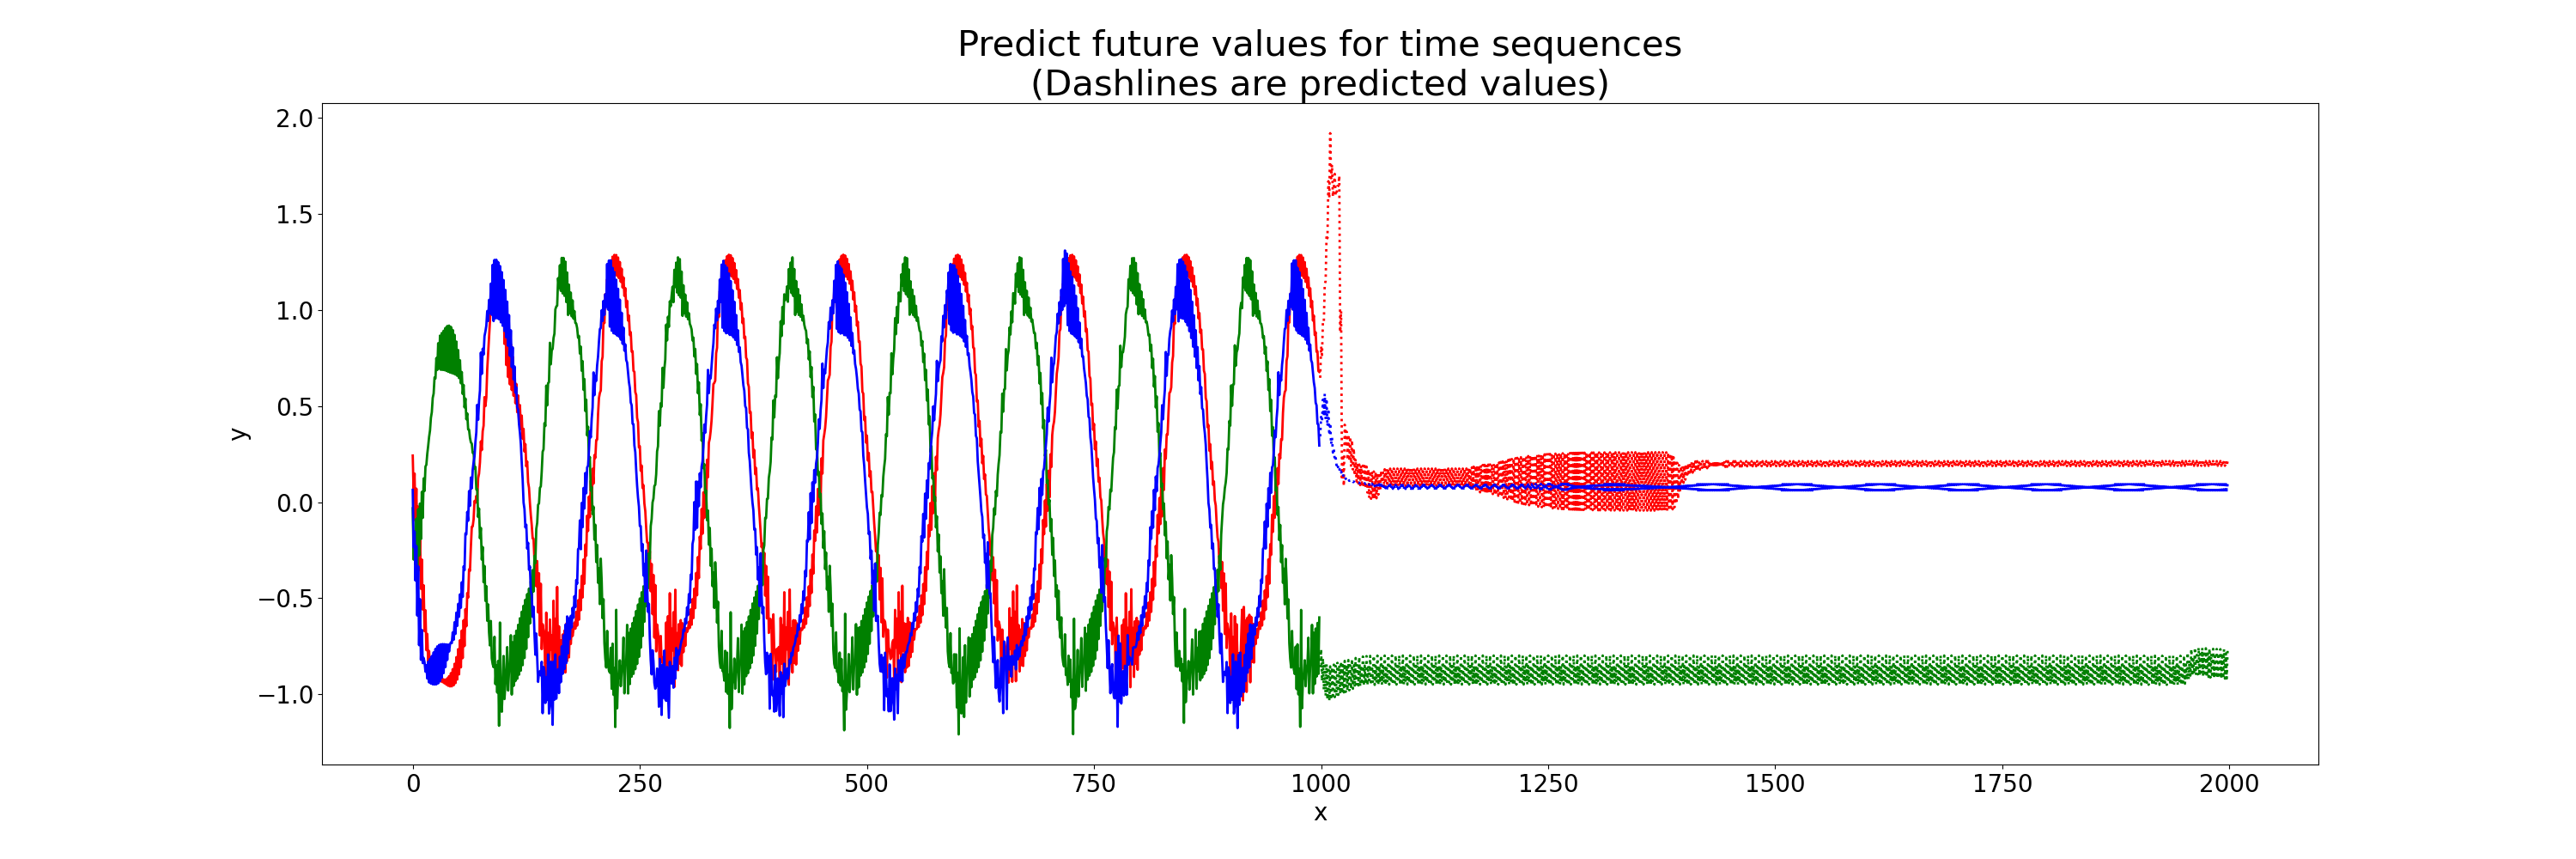 Predict future values for time sequences
(Dashlines are predicted values)
2.0
1.5
1.0
0.5
0.0
−0.5
−1.0
y
0 250 500 750 1000 1250 1500 1750 2000
x